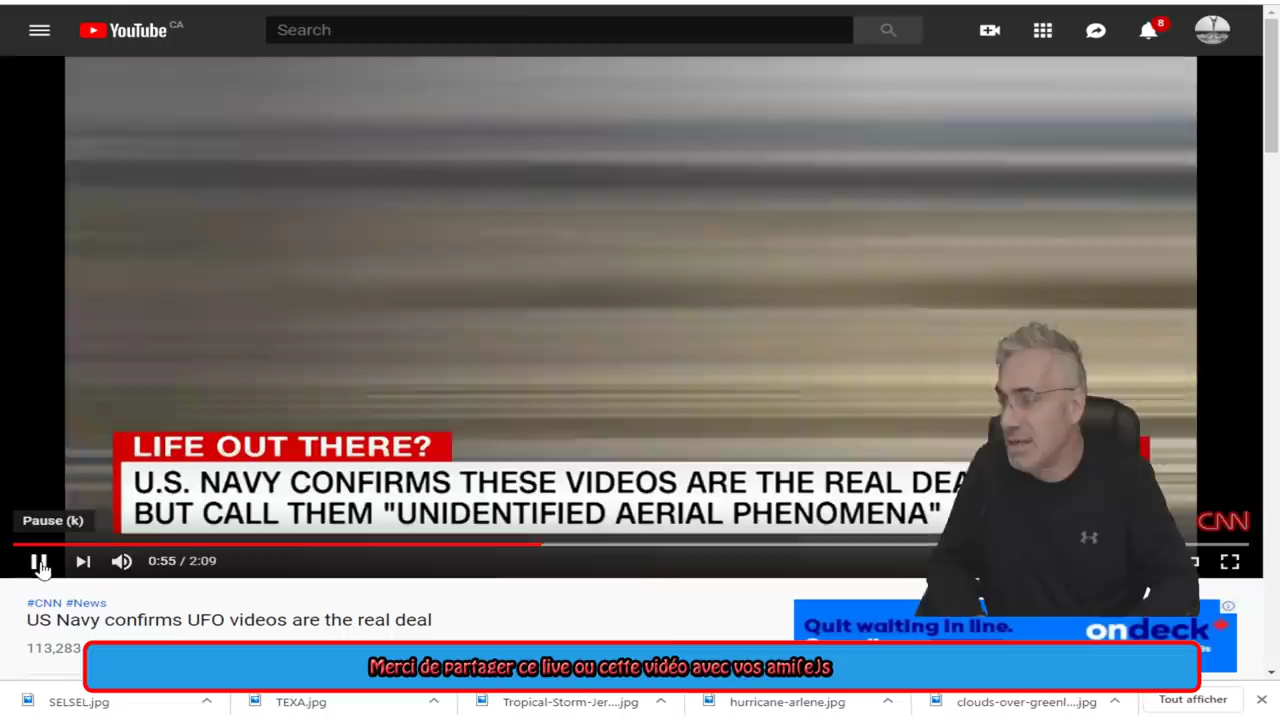 YouTube CA
Search
8
LIFE OUT THERE?
U.S. NAVY CONFIRMS THESE VIDEOS ARE THE REAL DEA
BUT CALL THEM "UNIDENTIFIED AERIAL PHENOMENA"
CNN
Pause (k)
0:55 / 2:09
#CNN #News
US Navy confirms UFO videos are the real deal
113,283
Quit waiting in line.
ondeck
Merci de partager ce live ou cette vidéo avec vos ami(e)s
SELSEL.jpg
TEXA.jpg
Tropical-Storm-Jer....jpg
hurricane-arlene.jpg
clouds-over-greenl....jpg
Tout afficher